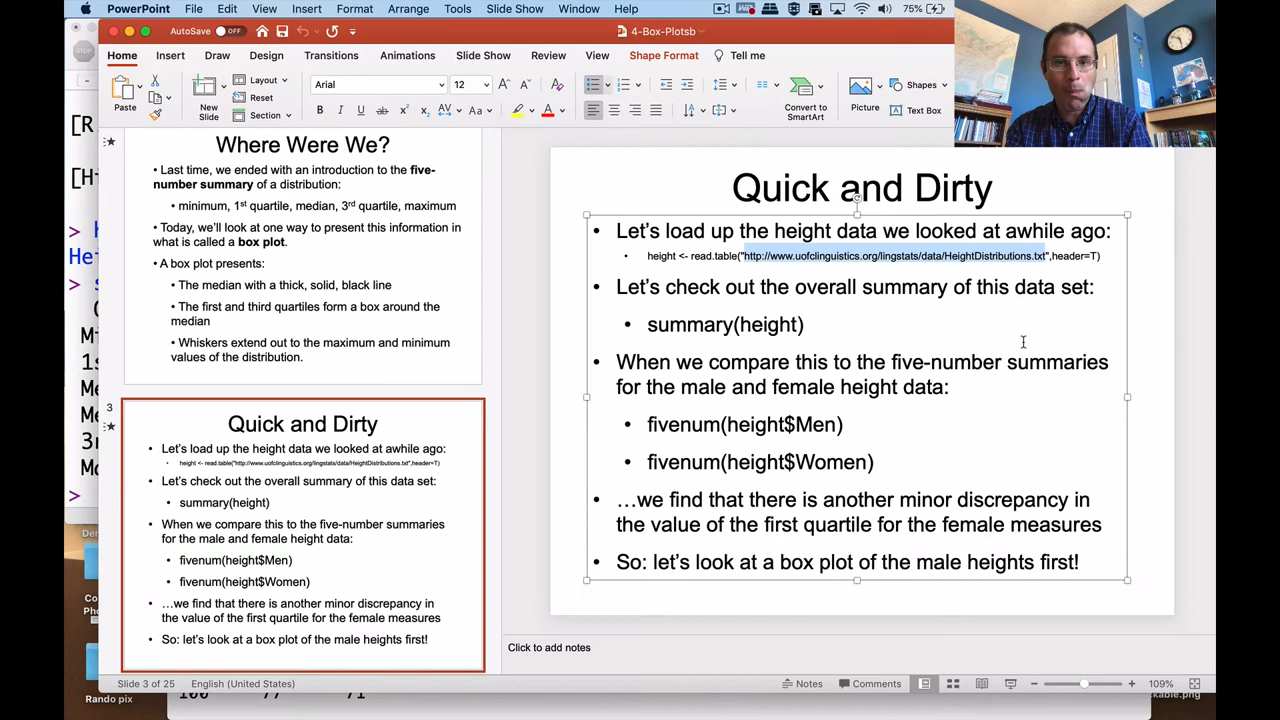 PowerPoint File Edit View Insert Format Arrange Tools Slide Show Window Help 75%
AutoSave OFF 4-Box-Plotsb
Home Insert Draw Design Transitions Animations Slide Show Review View Shape Format Tell me
Paste New Slide Layout Reset Section Arial 12 Convert to SmartArt Picture Shapes Text Box
[R
>
He
>
1s
3r
>
Where Were We?
• Last time, we ended with an introduction to the five-
number summary of a distribution:
• minimum, 1st quartile, median, 3rd quartile, maximum
• Today, we'll look at one way to present this information in
what is called a box plot.
• A box plot presents:
• The median with a thick, solid, black line
• The first and third quartiles form a box around the
median
• Whiskers extend out to the maximum and minimum
values of the distribution.
3
Quick and Dirty
• Let's load up the height data we looked at awhile ago:
• height <- read.table("http://www.uofclinguistics.org/lingstats/data/HeightDistributions.txt",header=T)
• Let's check out the overall summary of this data set:
• summary(height)
• When we compare this to the five-number summaries
for the male and female height data:
• fivenum(height$Men)
• fivenum(height$Women)
• …we find that there is another minor discrepancy in
the value of the first quartile for the female measures
• So: let's look at a box plot of the male heights first!
Quick and Dirty
• Let's load up the height data we looked at awhile ago:
• height <- read.table("http://www.uofclinguistics.org/lingstats/data/HeightDistributions.txt",header=T)
• Let's check out the overall summary of this data set:
• summary(height)
• When we compare this to the five-number summaries
for the male and female height data:
• fivenum(height$Men)
• fivenum(height$Women)
• …we find that there is another minor discrepancy in
the value of the first quartile for the female measures
• So: let's look at a box plot of the male heights first!
Click to add notes
Slide 3 of 25 English (United States) Notes Comments 109%
Rando pix